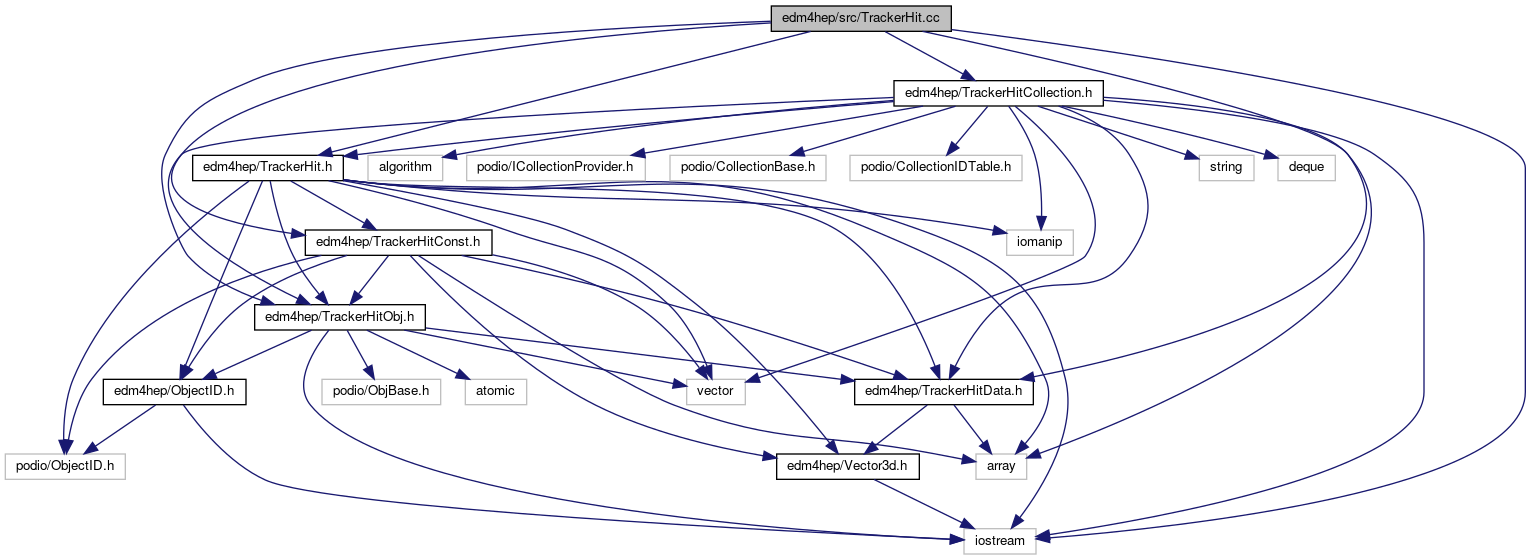 edm4hep/src/TrackerHit.cc
edm4hep/TrackerHitCollection.h
edm4hep/TrackerHit.h
algorithm
podio/ICollectionProvider.h
podio/CollectionBase.h
podio/CollectionIDTable.h
string
deque
edm4hep/TrackerHitConst.h
iomanip
edm4hep/TrackerHitObj.h
edm4hep/ObjectID.h
podio/ObjBase.h
atomic
vector
edm4hep/TrackerHitData.h
podio/ObjectID.h
edm4hep/Vector3d.h
array
iostream